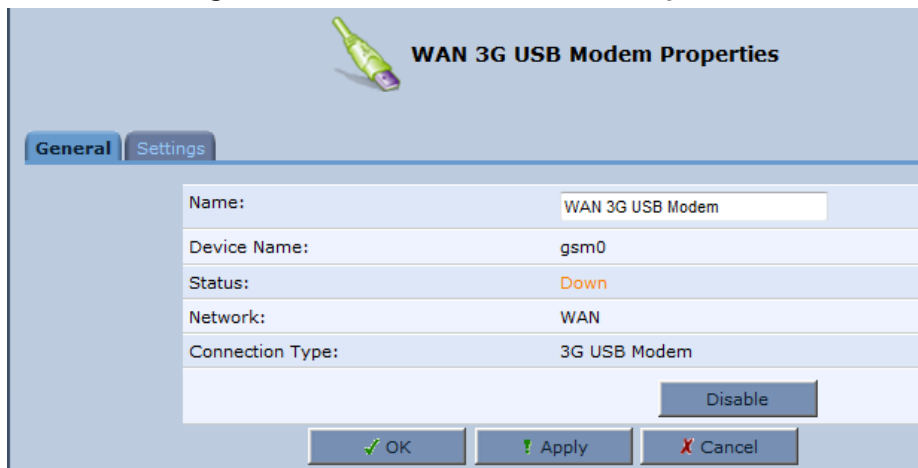 WAN 3G USB Modem Properties
General Settings
Name: WAN 3G USB Modem
Device Name: gsm0
Status: Down
Network: WAN
Connection Type: 3G USB Modem
Disable
OK Apply Cancel